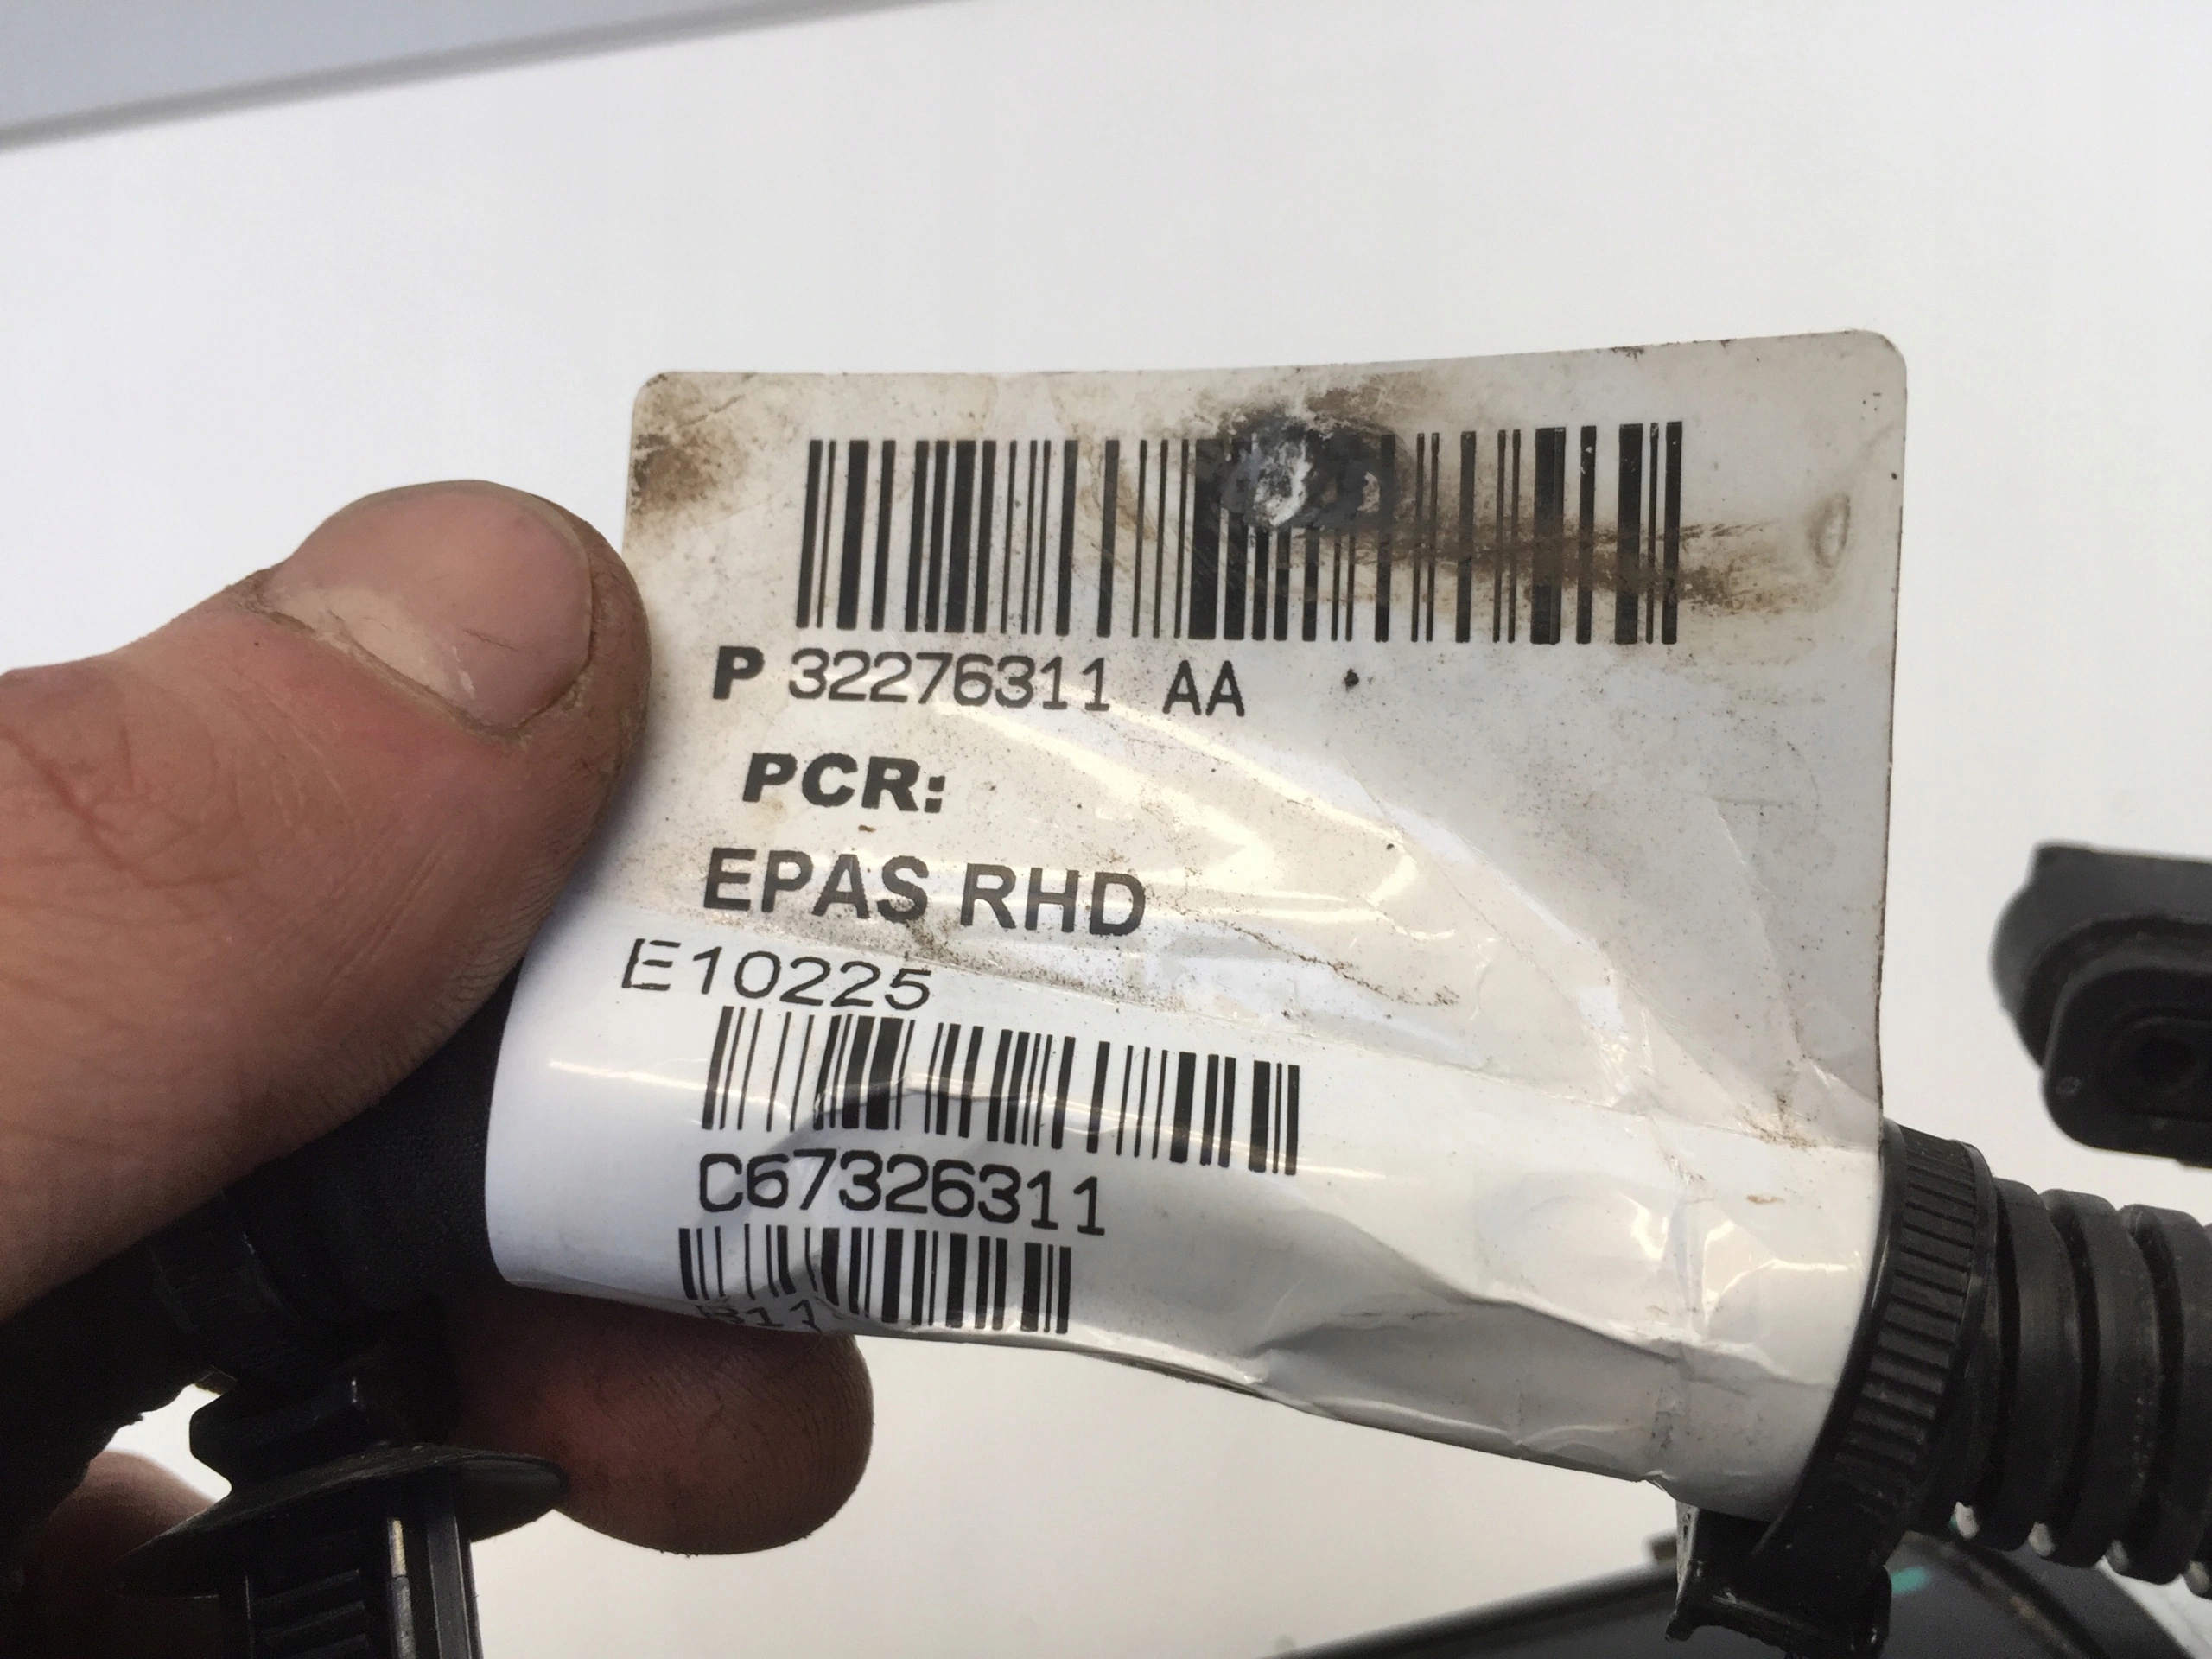 P 32276311 AA
PCR:
EPAS RHD
E10225
C67326311